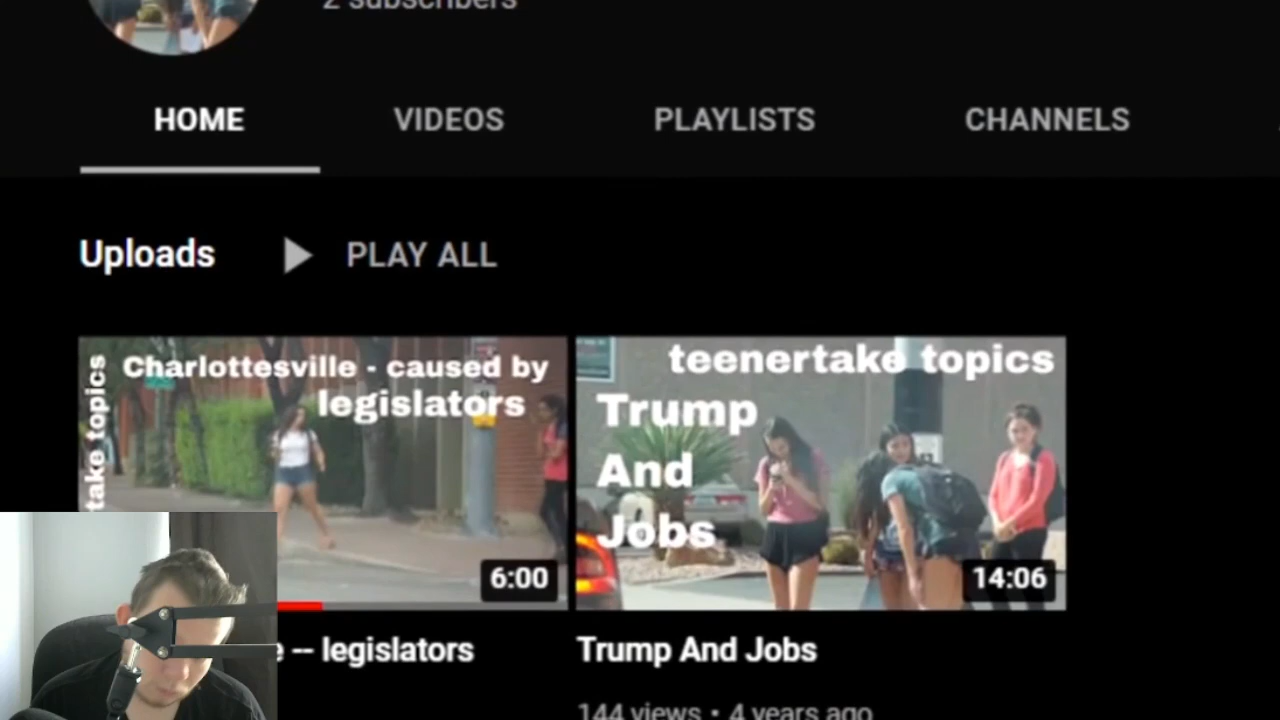 2 subscribers
HOME VIDEOS PLAYLISTS CHANNELS
Uploads PLAY ALL
take topics
Charlottesville - caused by
legislators
6:00
teenertake topics
Trump
And
Jobs
14:06
e -- legislators
Trump And Jobs
144 views • 4 years ago